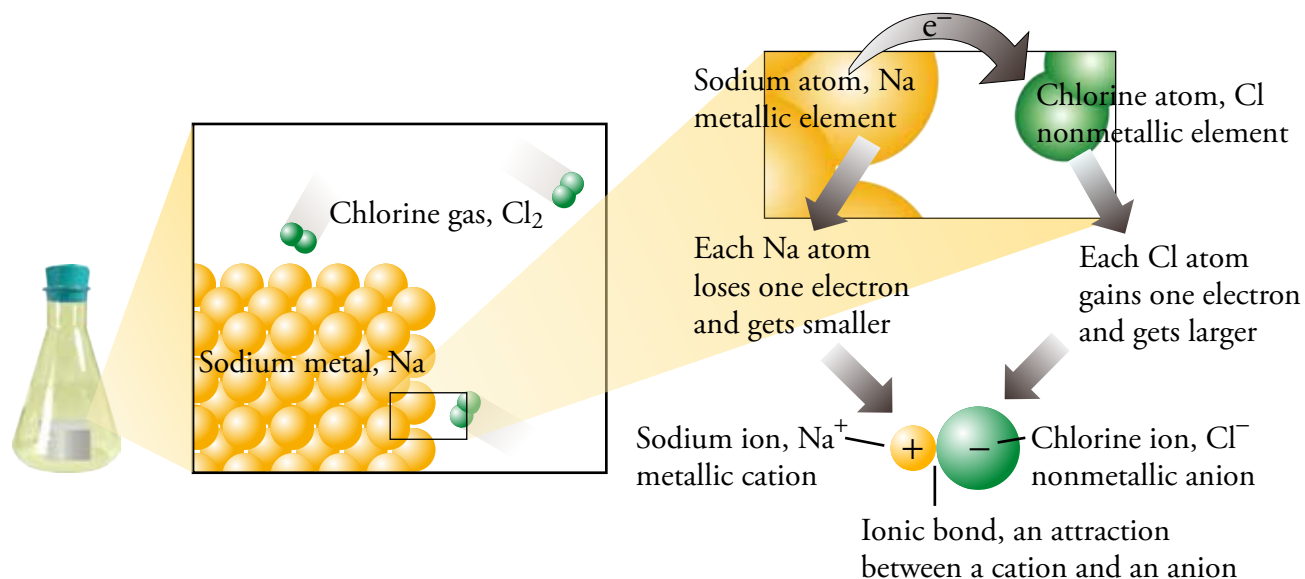 e⁻
Sodium atom, Na
metallic element
Chlorine atom, Cl
nonmetallic element
Chlorine gas, Cl₂
Sodium metal, Na
Each Na atom
loses one electron
and gets smaller
Each Cl atom
gains one electron
and gets larger
Sodium ion, Na⁺
metallic cation
+
−
Chlorine ion, Cl⁻
nonmetallic anion
Ionic bond, an attraction
between a cation and an anion